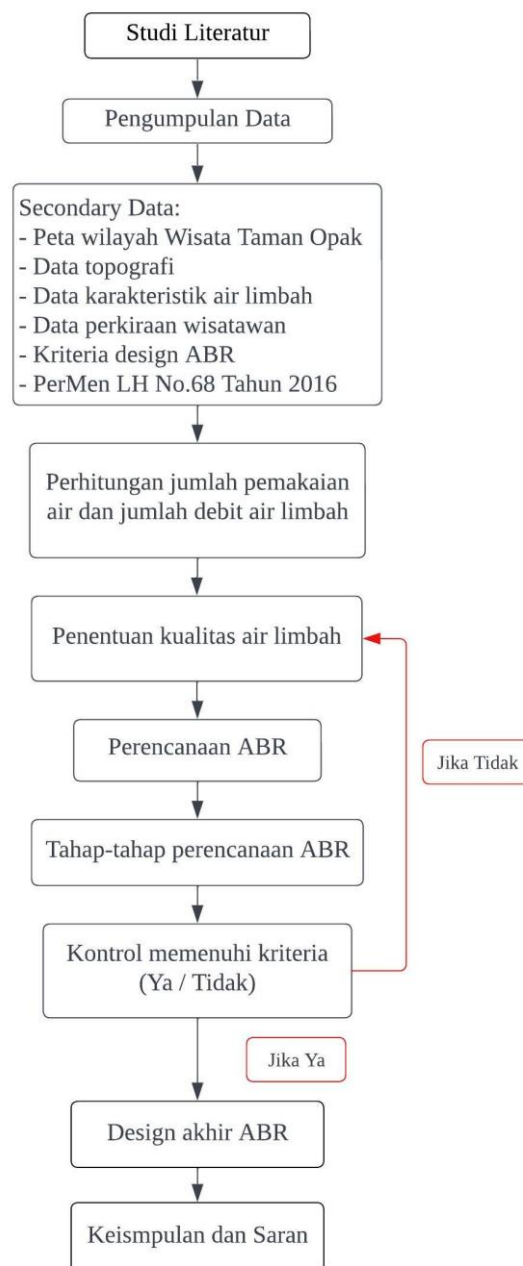 Studi Literatur
Pengumpulan Data
Secondary Data:
- Peta wilayah Wisata Taman Opak
- Data topografi
- Data karakteristik air limbah
- Data perkiraan wisatawan
- Kriteria design ABR
- PerMen LH No.68 Tahun 2016
Perhitungan jumlah pemakaian
air dan jumlah debit air limbah
Penentuan kualitas air limbah
Perencanaan ABR
Jika Tidak
Tahap-tahap perencanaan ABR
Kontrol memenuhi kriteria
(Ya / Tidak)
Jika Ya
Design akhir ABR
Keismpulan dan Saran